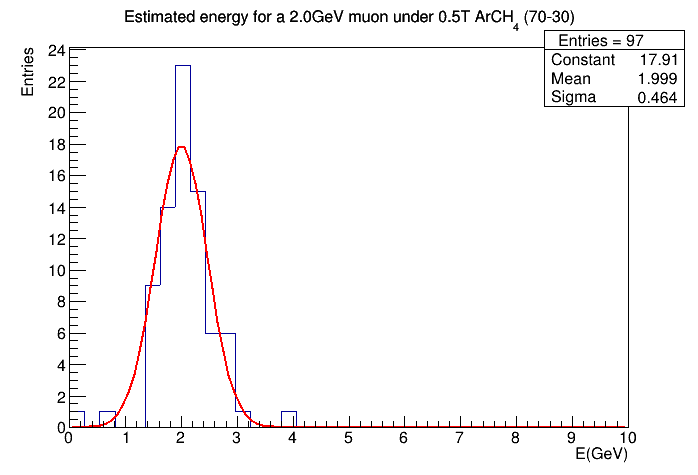 Estimated energy for a 2.0GeV muon under 0.5T ArCH4 (70-30)
Entries = 97
Constant 17.91
Mean 1.999
Sigma 0.464
Entries
24
22
20
18
16
14
12
10
8
6
4
2
0
0 1 2 3 4 5 6 7 8 9 10
E(GeV)